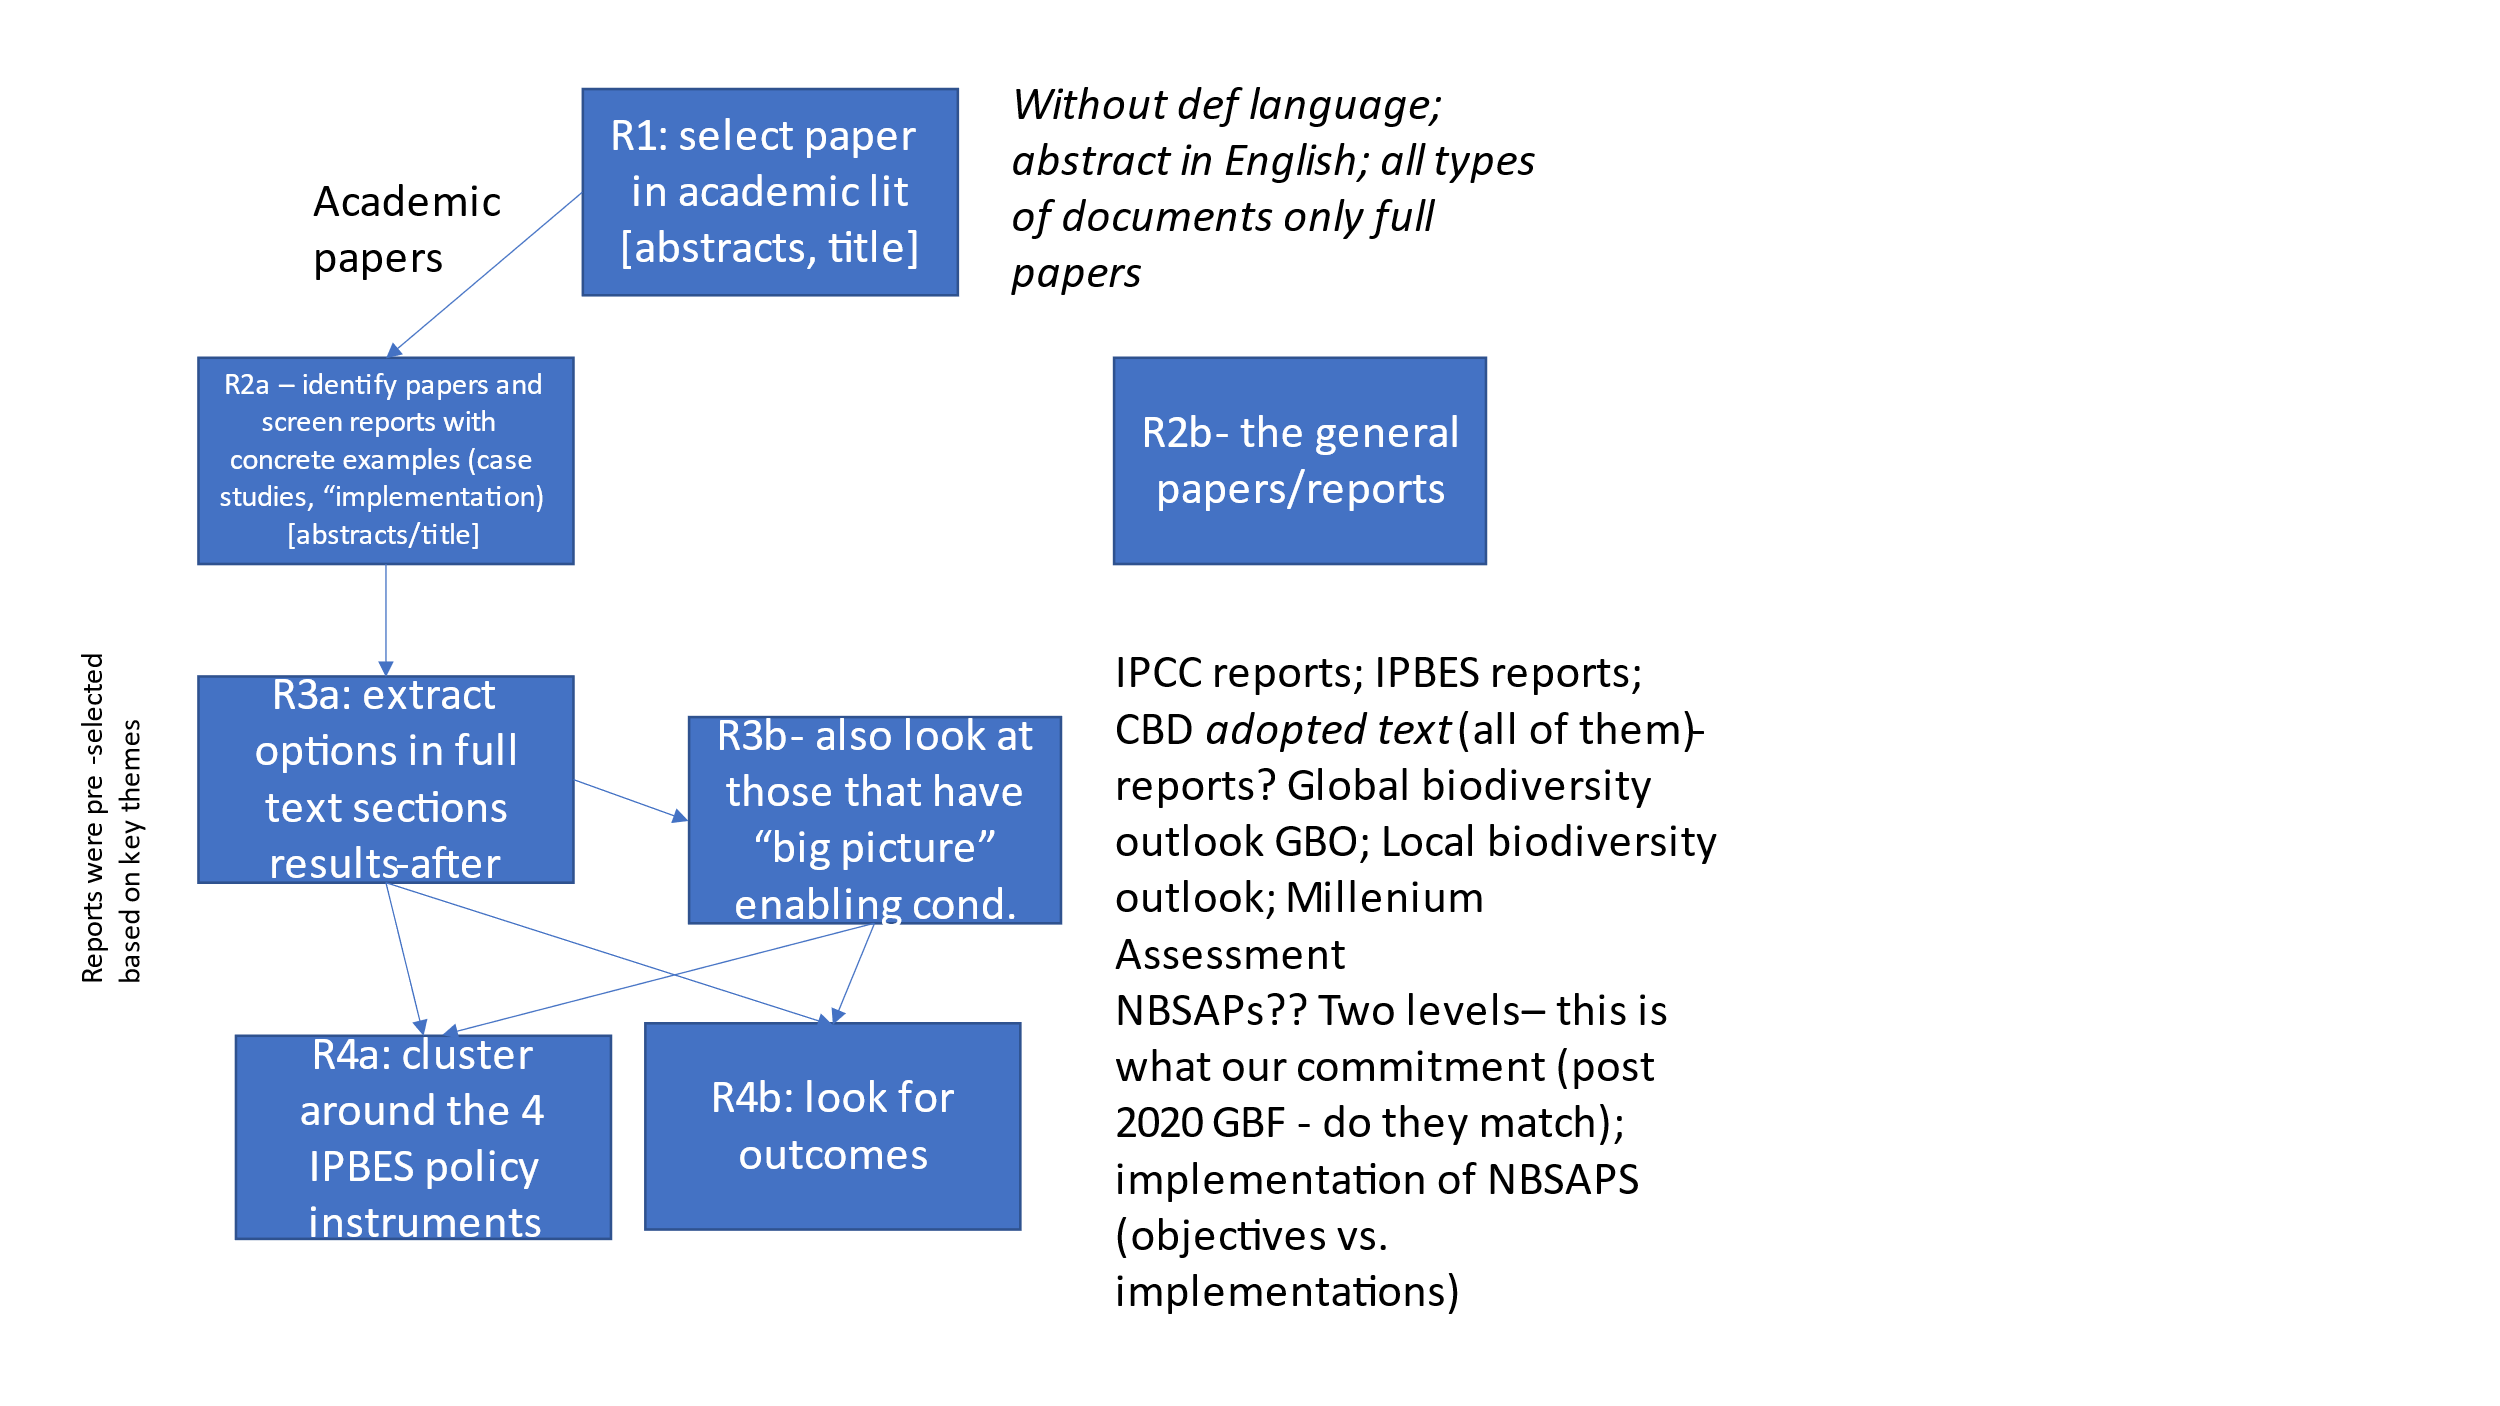 R1: select paper
in academic lit
[abstracts, title]
Without def language;
abstract in English; all types
of documents only full
papers
Academic
papers
R2a – identify papers and
screen reports with
concrete examples (case
studies, “implementation)
[abstracts/title]
R2b- the general
papers/reports
Reports were pre -selected
based on key themes
R3a: extract
options in full
text sections
results-after
R3b- also look at
those that have
“big picture”
enabling cond.
R4a: cluster
around the 4
IPBES policy
instruments
R4b: look for
outcomes
IPCC reports; IPBES reports;
CBD adopted text (all of them)-
reports? Global biodiversity
outlook GBO; Local biodiversity
outlook; Millenium
Assessment
NBSAPs?? Two levels– this is
what our commitment (post
2020 GBF - do they match);
implementation of NBSAPS
(objectives vs.
implementations)